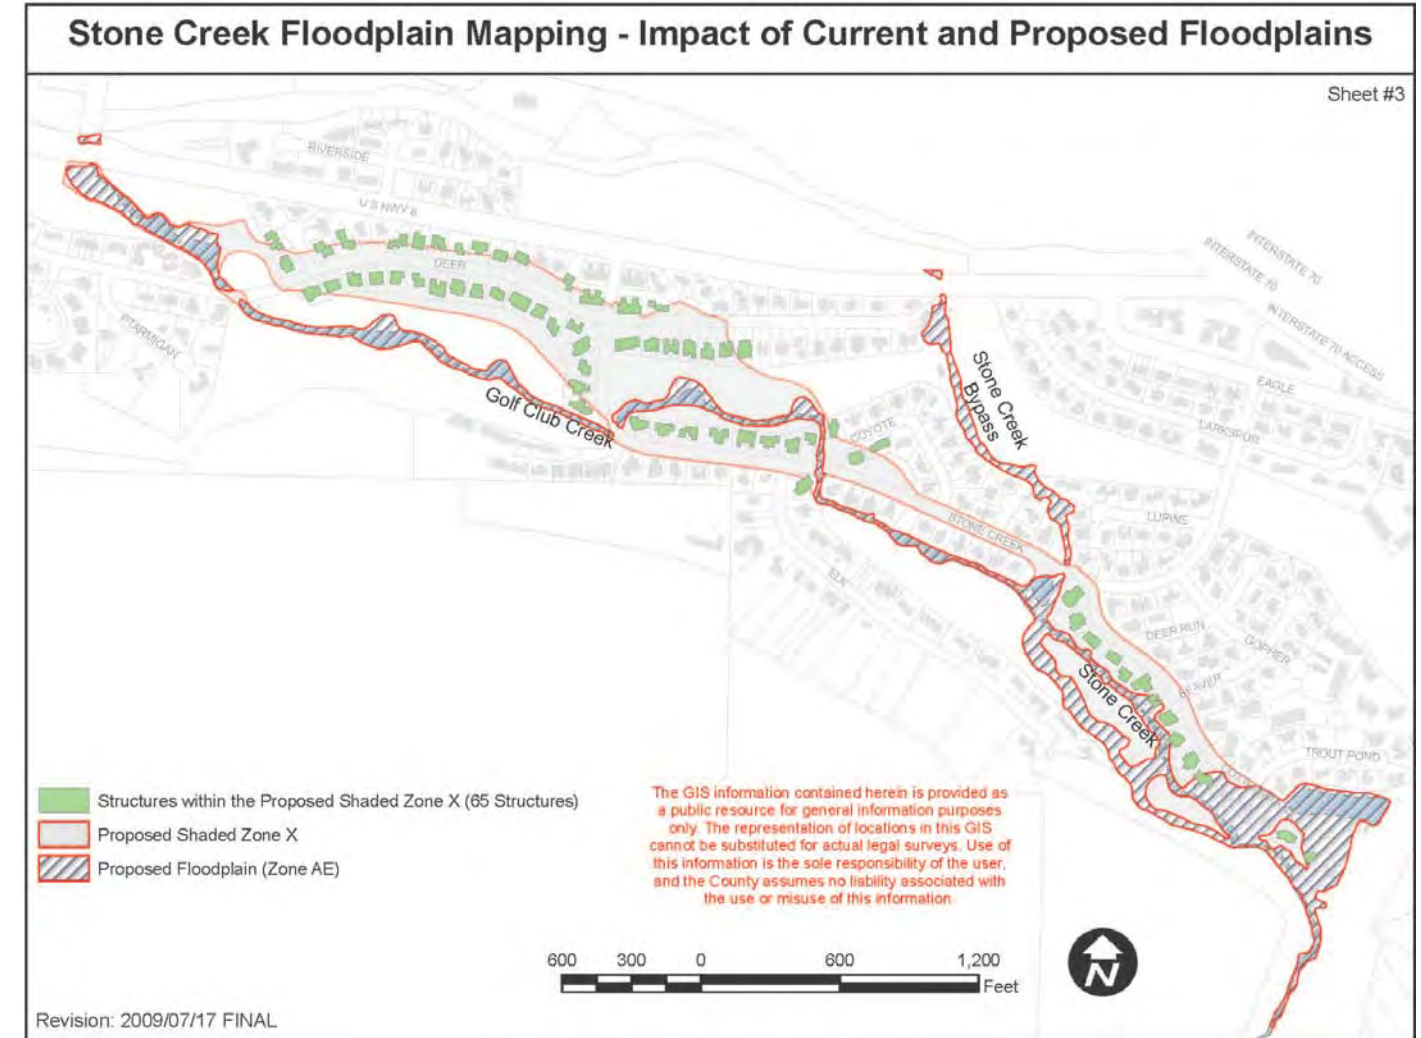 Stone Creek Floodplain Mapping - Impact of Current and Proposed Floodplains
Sheet #3
RIVERSIDE
U S HWY 6
INTERSTATE 70
INTERSTATE 70
INTERSTATE 70 ACCESS
DEER
PTARMIGAN
EAGLE
LARKSPUR
Stone Creek
Bypass
Golf Club Creek
COYOTE
LUPINE
STONE CREEK
ELK
DEER RUN
GOPHER
BEAVER
Stone Creek
TROUT POND
Structures within the Proposed Shaded Zone X (65 Structures)
Proposed Shaded Zone X
Proposed Floodplain (Zone AE)
The GIS information contained herein is provided as
a public resource for general information purposes
only. The representation of locations in this GIS
cannot be substituted for actual legal surveys. Use of
this information is the sole responsibility of the user,
and the County assumes no liability associated with
the use or misuse of this information
600 300 0 600 1,200
Feet
N
Revision: 2009/07/17 FINAL